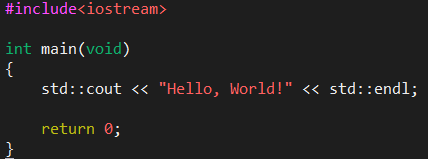 #include<iostream>
int main(void)
{
    std::cout << "Hello, World!" << std::endl;
    return 0;
}